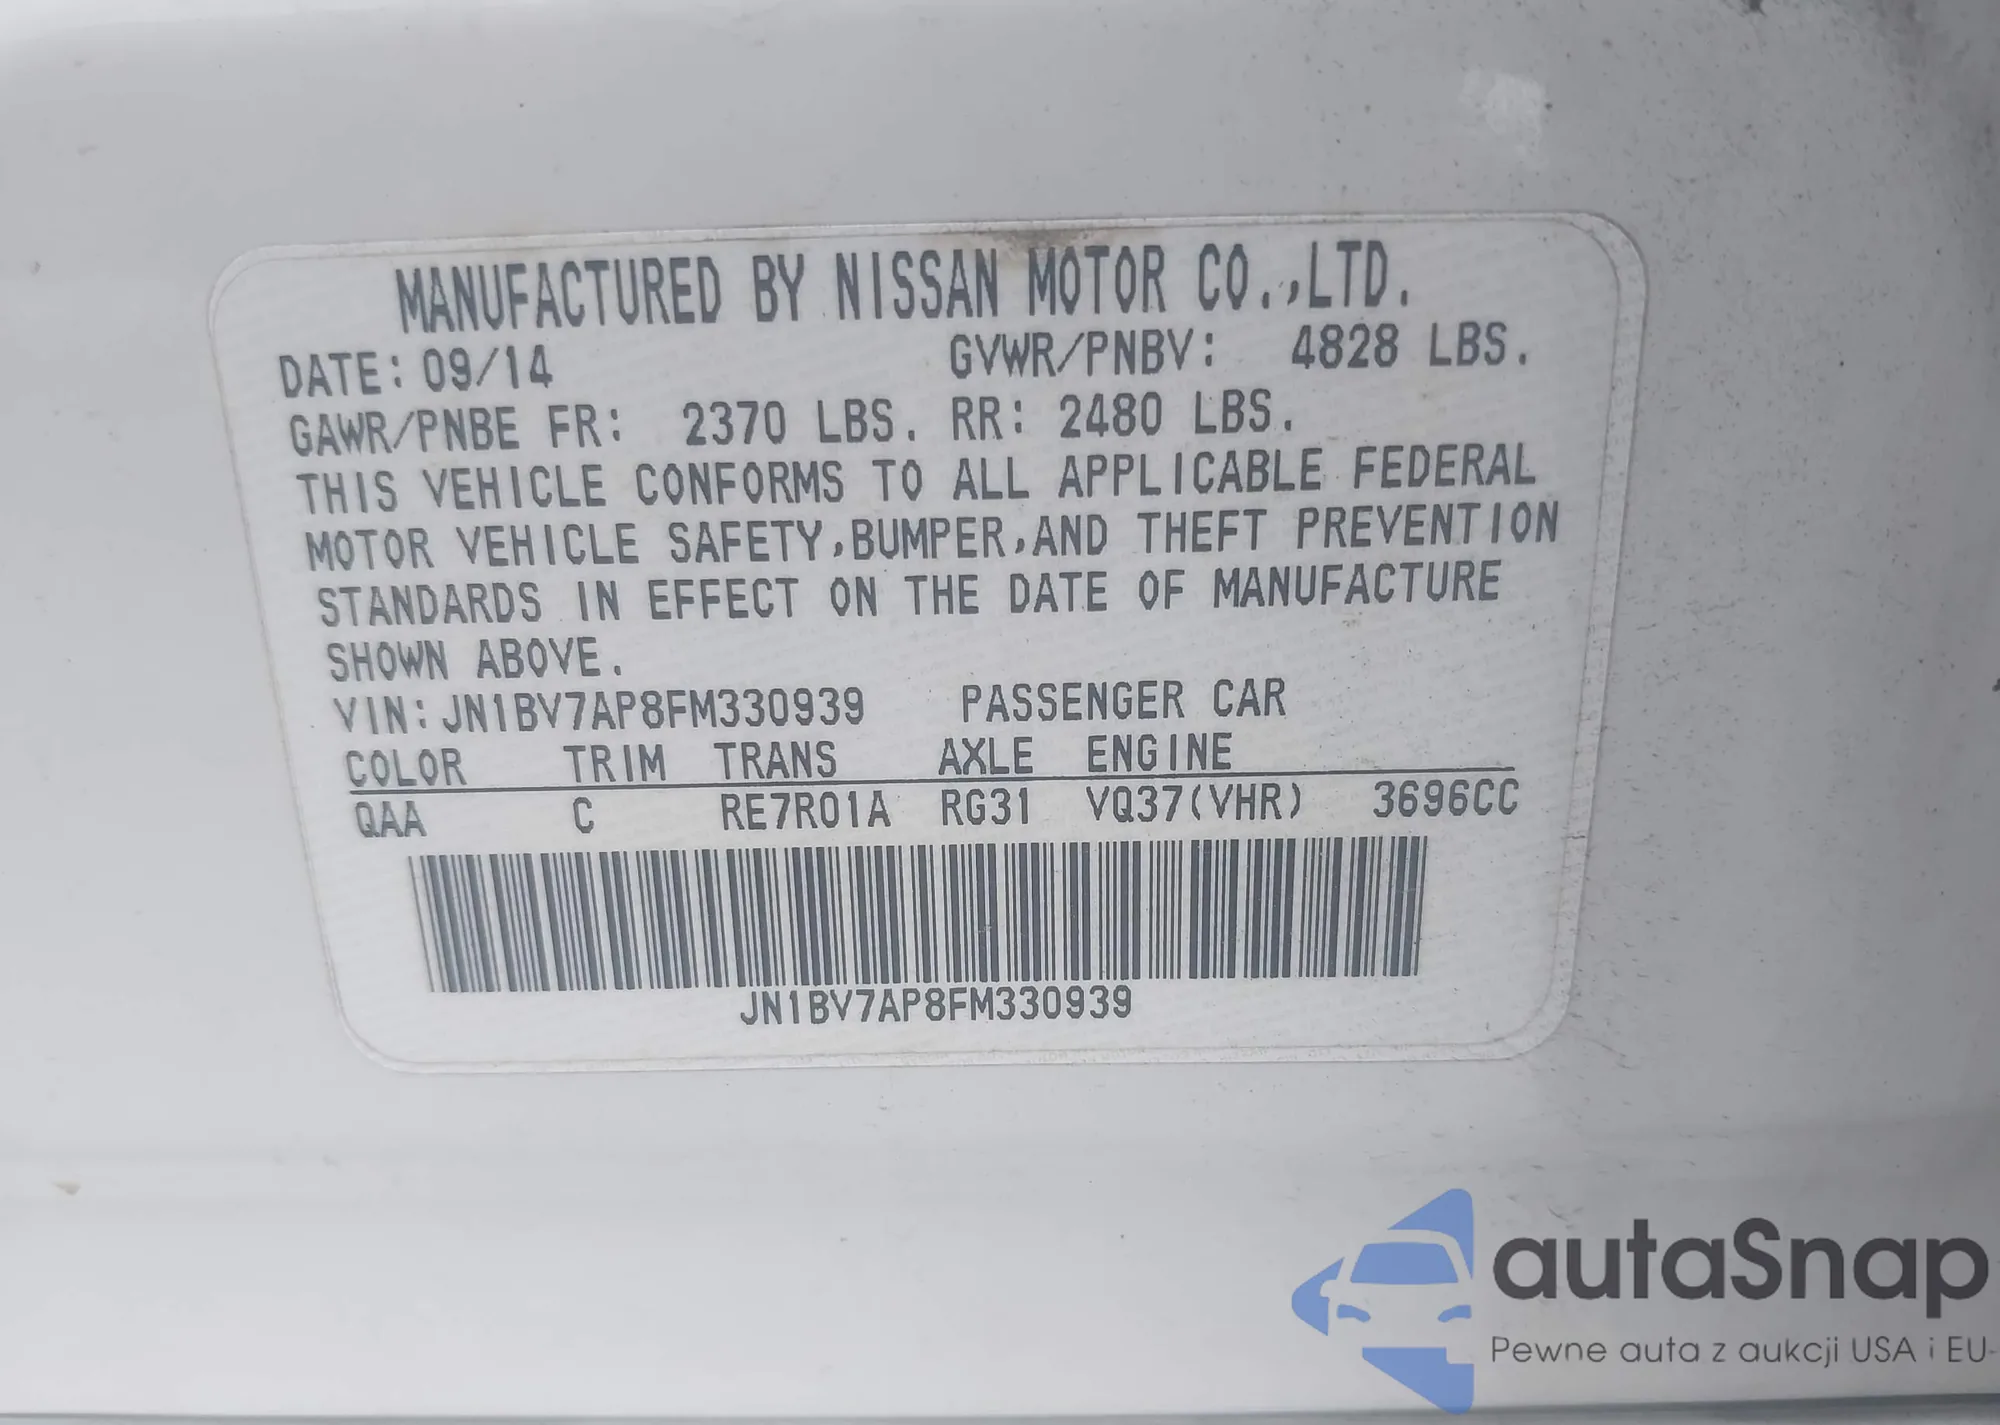 MANUFACTURED BY NISSAN MOTOR CO.,LTD.
DATE: 09/14 GVWR/PNBV: 4828 LBS.
GAWR/PNBE FR: 2370 LBS. RR: 2480 LBS.
THIS VEHICLE CONFORMS TO ALL APPLICABLE FEDERAL
MOTOR VEHICLE SAFETY,BUMPER,AND THEFT PREVENTION
STANDARDS IN EFFECT ON THE DATE OF MANUFACTURE
SHOWN ABOVE.
VIN: JN1BV7AP8FM330939 PASSENGER CAR
COLOR TRIM TRANS AXLE ENGINE
QAA C RE7R01A RG31 VQ37(VHR) 3696CC
JN1BV7AP8FM330939
autaSnap
Pewne auta z aukcji USA i EU-